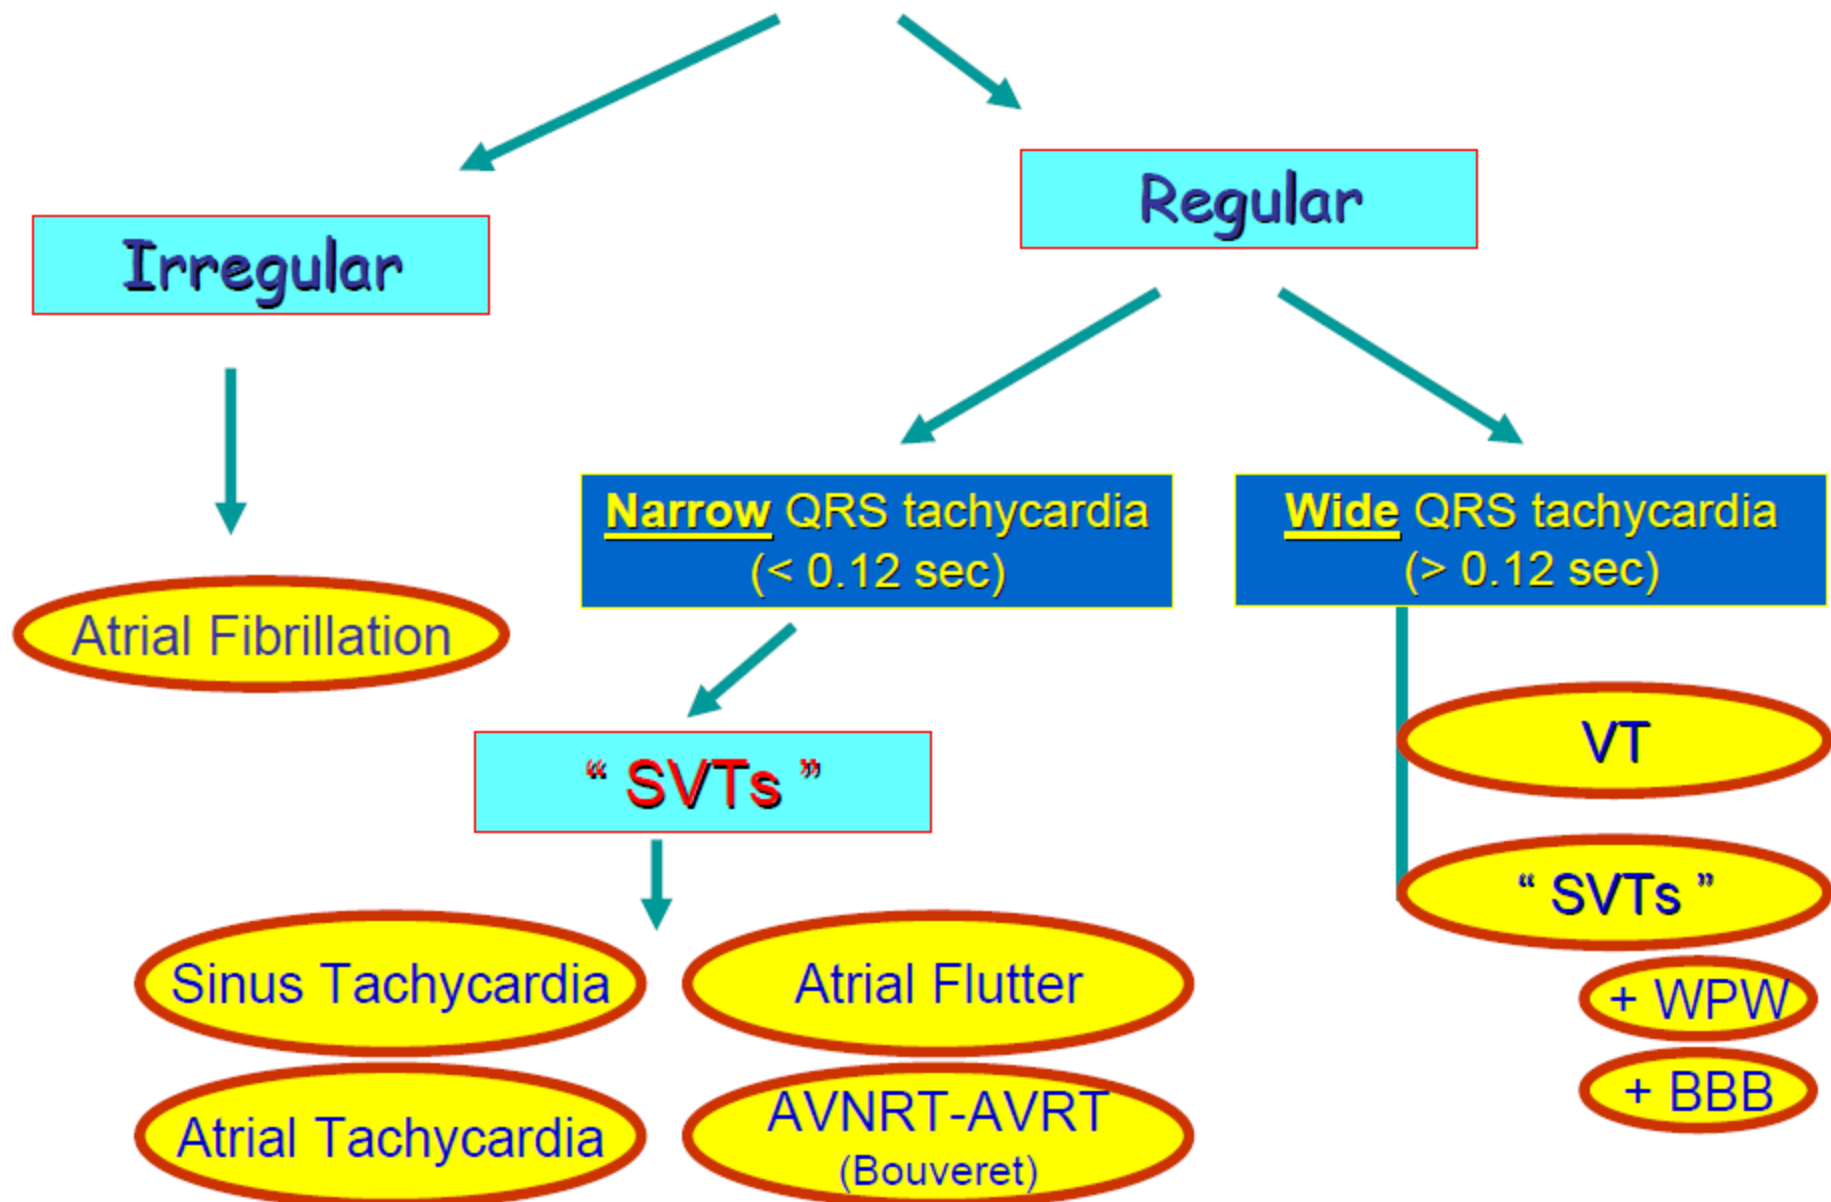 Regular
Irregular
Narrow QRS tachycardia
(< 0.12 sec)
Wide QRS tachycardia
(> 0.12 sec)
Atrial Fibrillation
VT
“ SVTs ”
“ SVTs ”
Sinus Tachycardia
Atrial Flutter
+ WPW
+ BBB
Atrial Tachycardia
AVNRT-AVRT
(Bouveret)